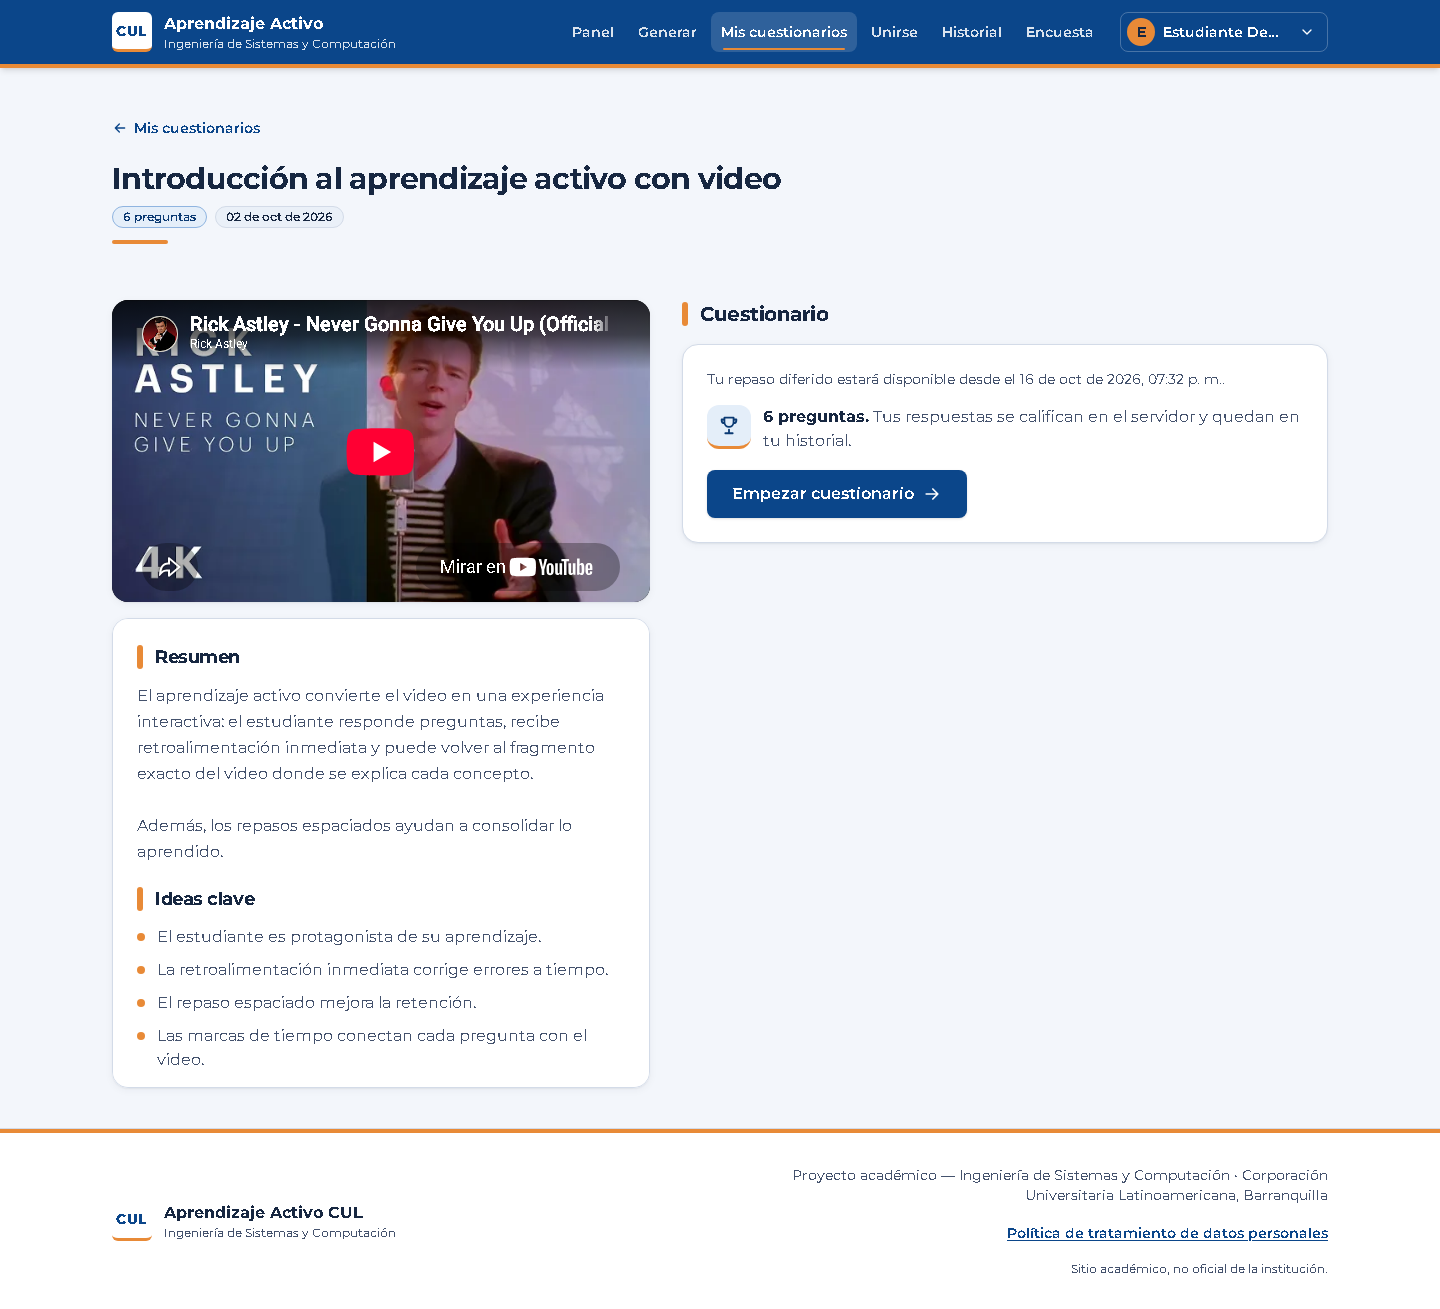 CUL
Aprendizaje Activo
Ingeniería de Sistemas y Computación
Panel
Generar
Mis cuestionarios
Unirse
Historial
Encuesta
E
Estudiante De...
← Mis cuestionarios
Introducción al aprendizaje activo con video
6 preguntas
02 de oct de 2026
Rick Astley - Never Gonna Give You Up (Official
Rick Astley
RICK
ASTLEY
NEVER GONNA
GIVE YOU UP
4K
Mirar en YouTube
Resumen
El aprendizaje activo convierte el video en una experiencia
interactiva: el estudiante responde preguntas, recibe
retroalimentación inmediata y puede volver al fragmento
exacto del video donde se explica cada concepto.
Además, los repasos espaciados ayudan a consolidar lo
aprendido.
Ideas clave
El estudiante es protagonista de su aprendizaje.
La retroalimentación inmediata corrige errores a tiempo.
El repaso espaciado mejora la retención.
Las marcas de tiempo conectan cada pregunta con el
video.
Cuestionario
Tu repaso diferido estará disponible desde el 16 de oct de 2026, 07:32 p. m..
6 preguntas. Tus respuestas se califican en el servidor y quedan en
tu historial.
Empezar cuestionario →
CUL
Aprendizaje Activo CUL
Ingeniería de Sistemas y Computación
Proyecto académico — Ingeniería de Sistemas y Computación · Corporación
Universitaria Latinoamericana, Barranquilla
Política de tratamiento de datos personales
Sitio académico, no oficial de la institución.